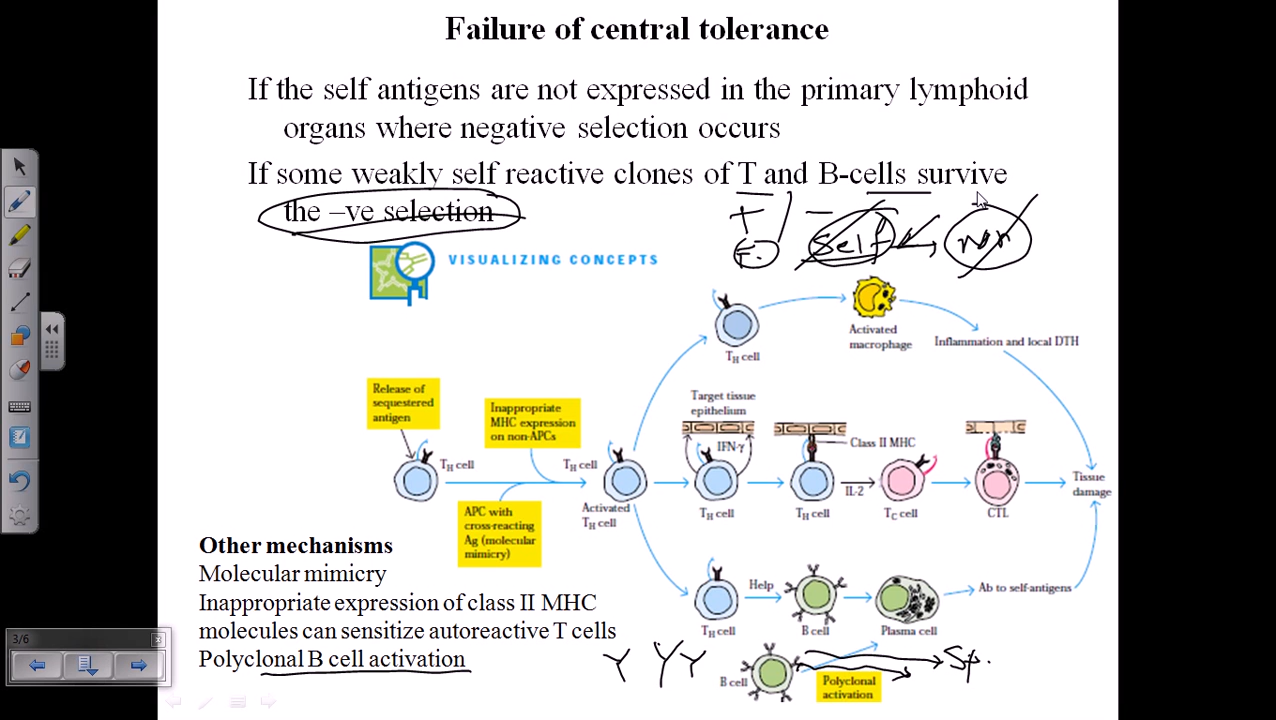 Failure of central tolerance
If the self antigens are not expressed in the primary lymphoid
organs where negative selection occurs
If some weakly self reactive clones of T and B-cells survive
the –ve selection
+ / –
self
non
VISUALIZING CONCEPTS
TH cell
Activated
macrophage
Inflammation and local DTH
Release of
sequestered
antigen
Inappropriate
MHC expression
on non-APCs
Target tissue
epithelium
IFN-γ
Class II MHC
TH cell
TH cell
Activated
TH cell
APC with
cross-reacting
Ag (molecular
mimicry)
TH cell
TH cell
IL-2
TC cell
CTL
Tissue
damage
Other mechanisms
Molecular mimicry
Inappropriate expression of class II MHC
molecules can sensitize autoreactive T cells
Polyclonal B cell activation
TH cell
Help
B cell
Plasma cell
Ab to self-antigens
B cell
Polyclonal
activation
Sp.
3/6